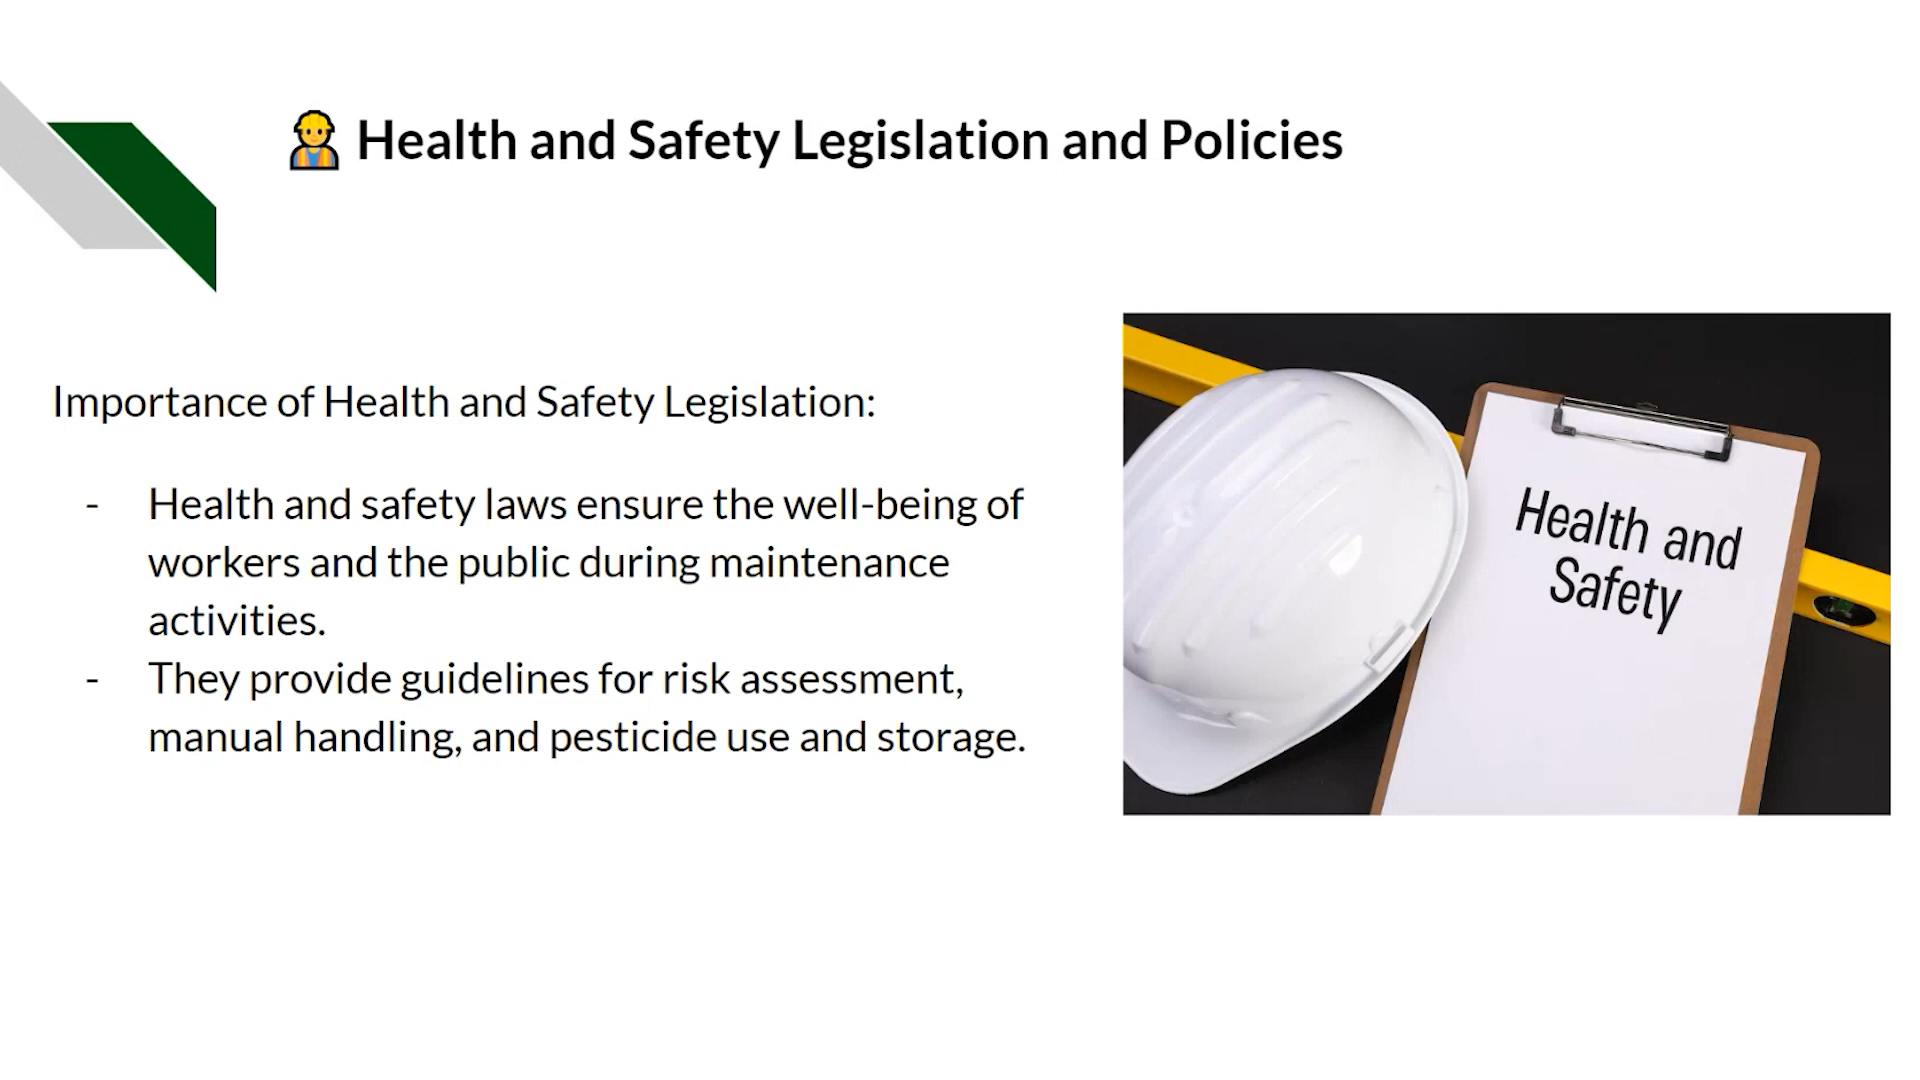 Health and Safety Legislation and Policies
Importance of Health and Safety Legislation:
- Health and safety laws ensure the well-being of
workers and the public during maintenance
activities.
- They provide guidelines for risk assessment,
manual handling, and pesticide use and storage.
Health and
Safety